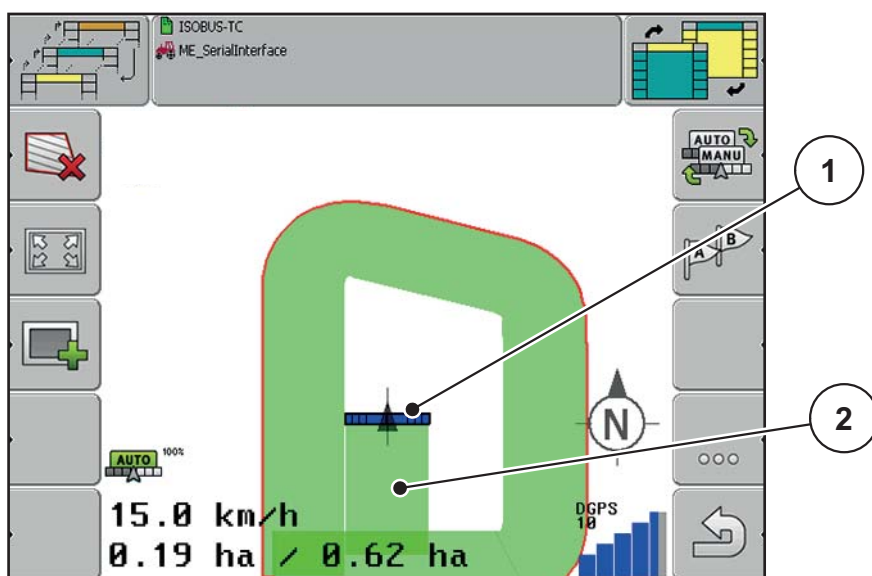 ISOBUS-TC
ME_SerialInterface
AUTO
MANU
1
A B
N
2
AUTO 100%
15.0 km/h
DGPS
10
0.19 ha / 0.62 ha